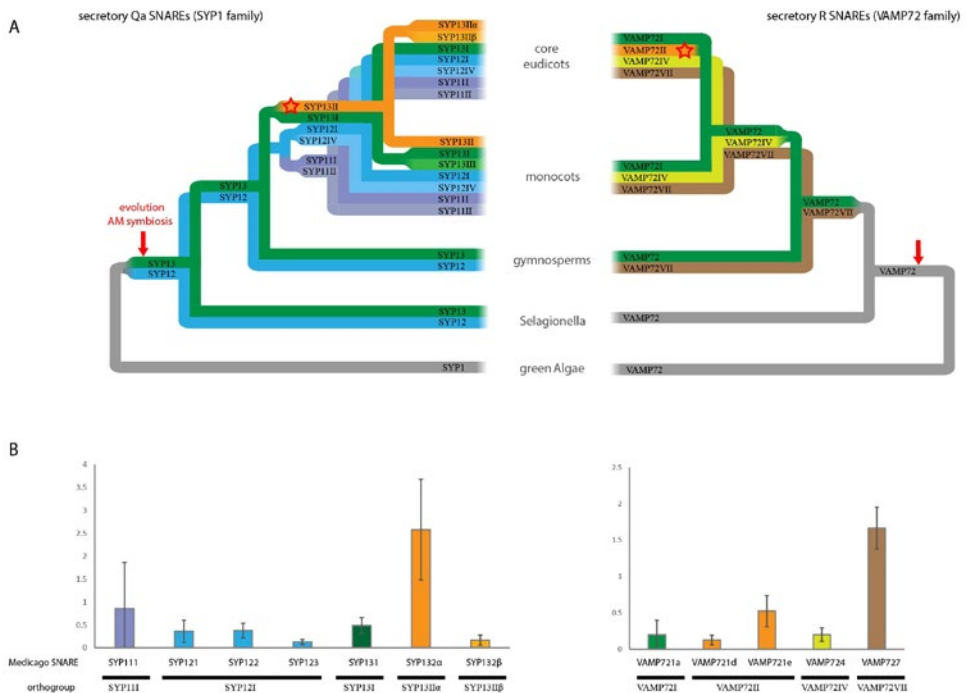 secretory Qa SNAREs (SYP1 family)
secretory R SNAREs (VAMP72 family)
A
SYP13IIα
SYP13IIβ
SYP13I
SYP12I
SYP12IV
SYP11I
SYP11II
core
eudicots
VAMP72I
VAMP72II
VAMP72IV
VAMP72VII
SYP13II
SYP13I
SYP12I
SYP12IV
SYP11I
SYP11II
SYP13II
SYP13I
SYP13III
SYP12I
SYP12IV
SYP11I
SYP11II
monocots
VAMP72I
VAMP72IV
VAMP72VII
VAMP72
VAMP72IV
VAMP72VII
SYP13
SYP12
evolution
AM symbiosis
VAMP72
VAMP72VII
SYP13
SYP12
gymnosperms
VAMP72
VAMP72VII
SYP13
SYP12
VAMP72
SYP13
SYP12
Selagionella
VAMP72
SYP1
green Algae
VAMP72
B
4
3.5
3
2.5
2
1.5
1
0.5
0
2
1.5
1
0.5
0
Medicago SNARE
SYP111
SYP121
SYP122
SYP123
SYP131
SYP132α
SYP132β
VAMP721a
VAMP721d
VAMP721e
VAMP724
VAMP727
orthogroup
SYP11I
SYP12I
SYP13I
SYP13IIα
SYP13IIβ
VAMP72I
VAMP72II
VAMP72IV
VAMP72VII